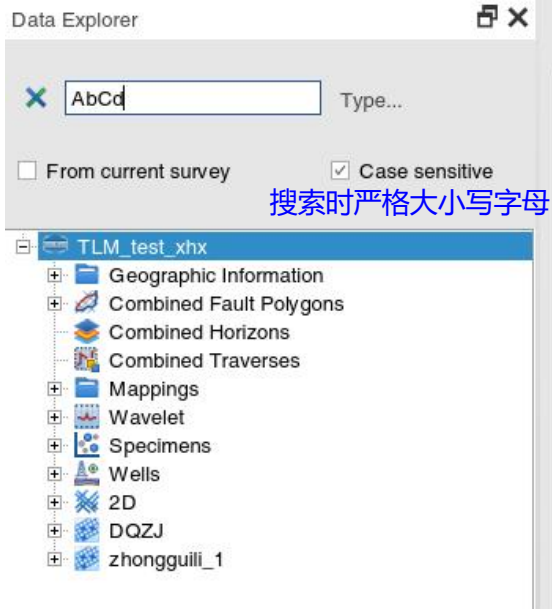 Data Explorer
AbCd
Type...
From current survey
Case sensitive
搜索时严格大小写字母
TLM_test_xhx
Geographic Information
Combined Fault Polygons
Combined Horizons
Combined Traverses
Mappings
Wavelet
Specimens
Wells
2D
DQZJ
zhongguili_1